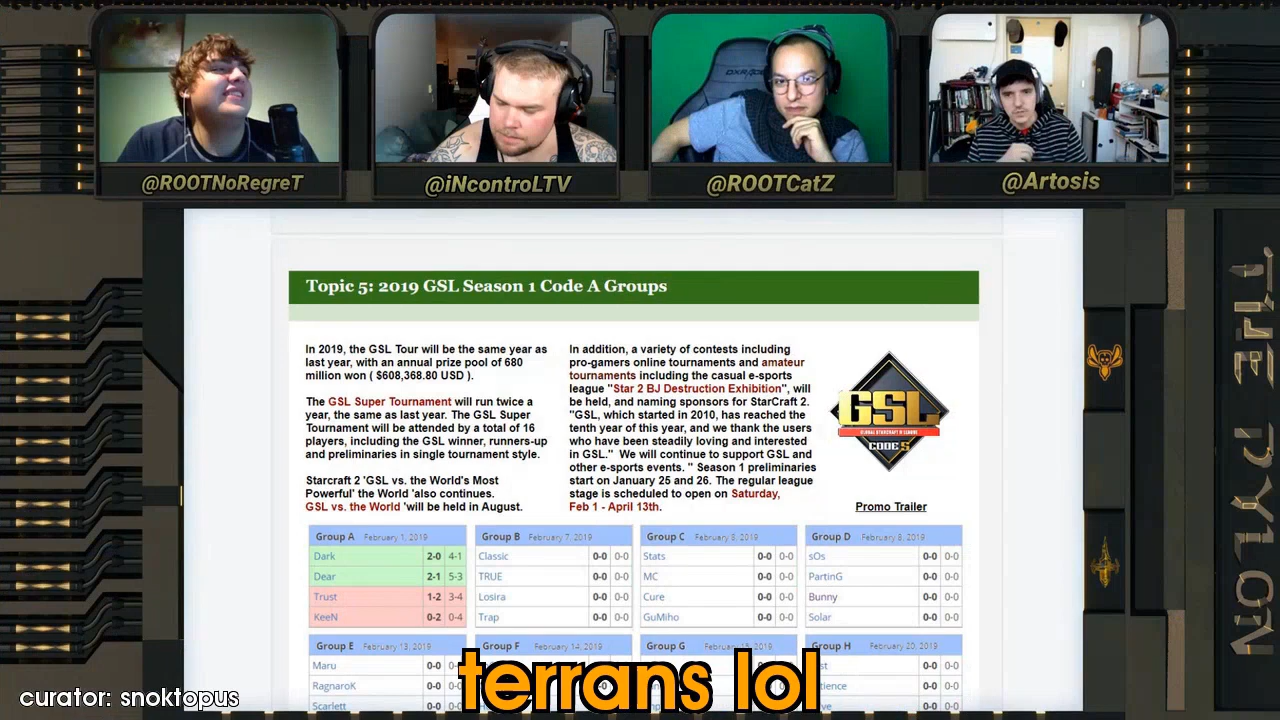 @ROOTNoRegreT
@iNcontroLTV
@ROOTCatZ
@Artosis
DXRACER
Topic 5: 2019 GSL Season 1 Code A Groups
In 2019, the GSL Tour will be the same year as
last year, with an annual prize pool of 680
million won ( $608,368.80 USD ).
The GSL Super Tournament will run twice a
year, the same as last year. The GSL Super
Tournament will be attended by a total of 16
players, including the GSL winner, runners-up
and preliminaries in single tournament style.
Starcraft 2 'GSL vs. the World's Most
Powerful' the World 'also continues.
GSL vs. the World 'will be held in August.
In addition, a variety of contests including
pro-gamers online tournaments and amateur
tournaments including the casual e-sports
league "Star 2 BJ Destruction Exhibition", will
be held, and naming sponsors for StarCraft 2.
"GSL, which started in 2010, has reached the
tenth year of this year, and we thank the users
who have been steadily loving and interested
in GSL." We will continue to support GSL and
other e-sports events. " Season 1 preliminaries
start on January 25 and 26. The regular league
stage is scheduled to open on Saturday,
Feb 1 - April 13th.
GSL
GLOBAL STARCRAFT II LEAGUE
CODE S
Promo Trailer
Group A February 1, 2019
Dark 2-0 4-1
Dear 2-1 5-3
Trust 1-2 3-4
KeeN 0-2 0-4
Group B February 7, 2019
Classic 0-0 0-0
TRUE 0-0 0-0
Losira 0-0 0-0
Trap 0-0 0-0
Group C February
Stats 0-0 0-0
MC 0-0 0-0
Cure 0-0 0-0
GuMiho 0-0 0-0
Group D February
sOs 0-0 0-0
PartinG 0-0 0-0
Bunny 0-0 0-0
Solar 0-0 0-0
Group E February 13, 2019
Maru 0-0
RagnaroK 0-0
Scarlett 0-0
Group F February 14, 2019
Group G
Group H February 20, 2019
terrans lol
curator: snoktopus
THE PYLON